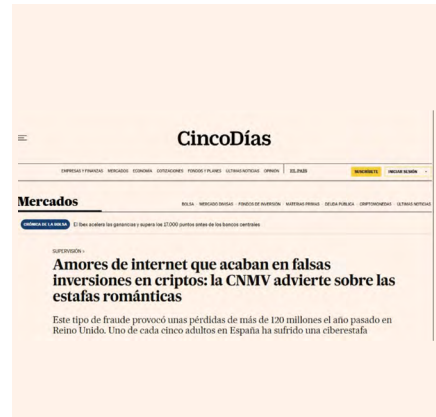 CincoDías
EMPRESAS Y FINANZAS MERCADOS ECONOMÍA COTIZACIONES FONDOS Y PLANES ÚLTIMAS NOTICIAS OPINIÓN EL PAÍS SUSCRÍBETE INICIAR SESIÓN
Mercados
BOLSA MERCADO DIVISAS FONDOS DE INVERSIÓN MATERIAS PRIMAS DEUDA PÚBLICA CRIPTOMONEDAS ÚLTIMAS NOTICIAS
CRÓNICA DE LA BOLSA El Ibex acelera las ganancias y supera los 17.000 puntos antes de los bancos centrales
SUPERVISIÓN ›
Amores de internet que acaban en falsas
inversiones en criptos: la CNMV advierte sobre las
estafas románticas
Este tipo de fraude provocó unas pérdidas de más de 120 millones el año pasado en
Reino Unido. Uno de cada cinco adultos en España ha sufrido una ciberestafa